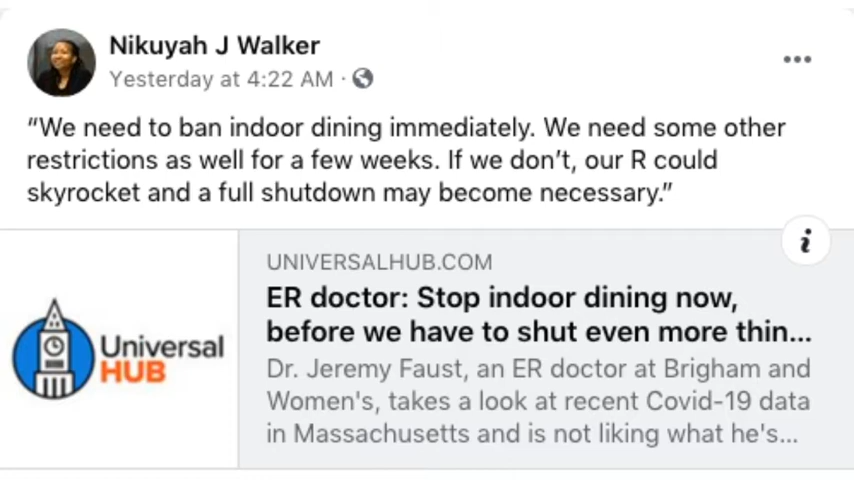 Nikuyah J Walker
Yesterday at 4:22 AM ·
“We need to ban indoor dining immediately. We need some other
restrictions as well for a few weeks. If we don’t, our R could
skyrocket and a full shutdown may become necessary.”
i
UNIVERSALHUB.COM
ER doctor: Stop indoor dining now,
before we have to shut even more thin...
Dr. Jeremy Faust, an ER doctor at Brigham and
Women's, takes a look at recent Covid-19 data
in Massachusetts and is not liking what he's...
Universal
HUB